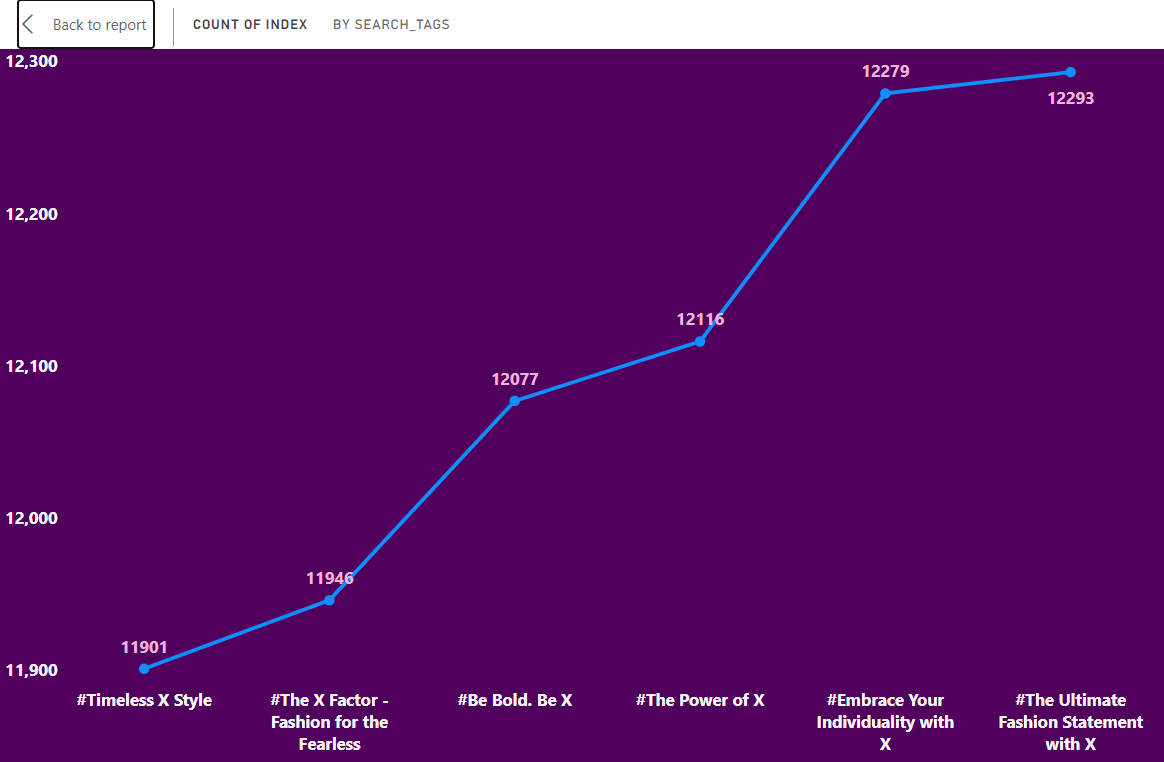 Back to report
COUNT OF INDEX
BY SEARCH_TAGS
12,300
12,200
12,100
12,000
11,900
11901
11946
12077
12116
12279
12293
#Timeless X Style
#The X Factor -
Fashion for the
Fearless
#Be Bold. Be X
#The Power of X
#Embrace Your
Individuality with
X
#The Ultimate
Fashion Statement
with X